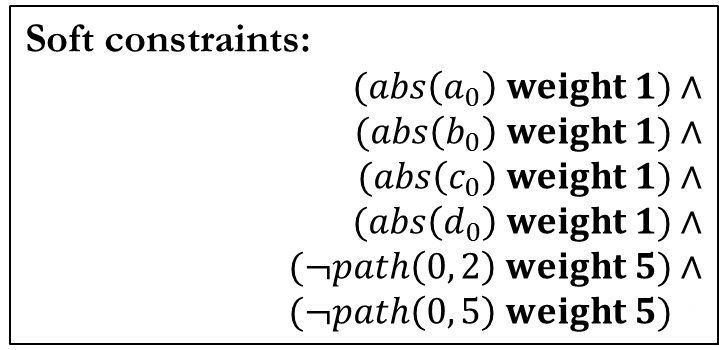 Soft constraints:
(abs(a₀) weight 1) ∧
(abs(b₀) weight 1) ∧
(abs(c₀) weight 1) ∧
(abs(d₀) weight 1) ∧
(¬path(0, 2) weight 5) ∧
(¬path(0, 5) weight 5)